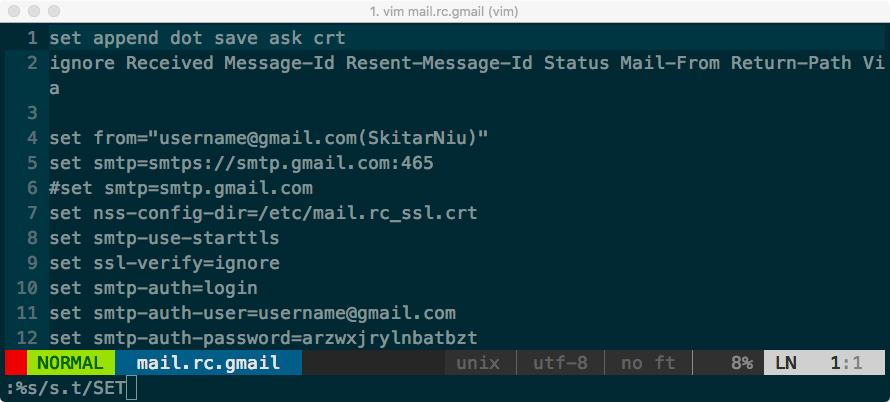 1. vim mail.rc.gmail (vim)
1 set append dot save ask crt
2 ignore Received Message-Id Resent-Message-Id Status Mail-From Return-Path Vi
a
3
4 set from="username@gmail.com(SkitarNiu)"
5 set smtp=smtps://smtp.gmail.com:465
6 #set smtp=smtp.gmail.com
7 set nss-config-dir=/etc/mail.rc_ssl.crt
8 set smtp-use-starttls
9 set ssl-verify=ignore
10 set smtp-auth=login
11 set smtp-auth-user=username@gmail.com
12 set smtp-auth-password=arzwxjrylnbatbzt
NORMAL mail.rc.gmail unix utf-8 no ft 8% LN 1:1
:%s/s.t/SET